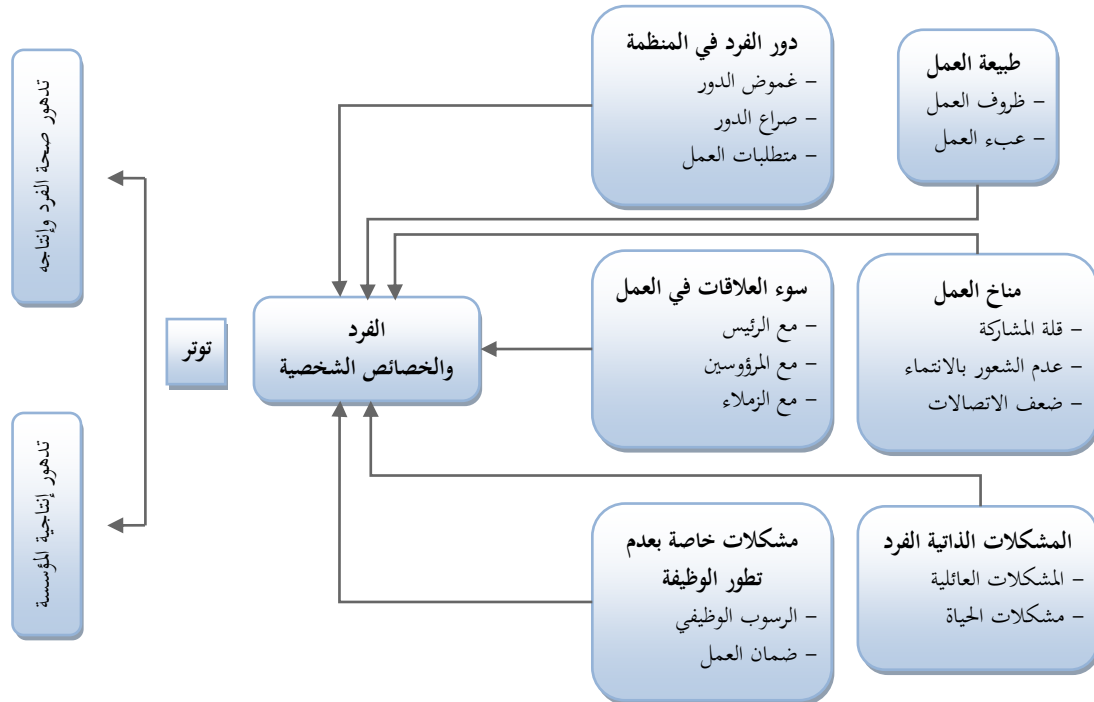 طبيعة العمل
– ظروف العمل
– عبء العمل
دور الفرد في المنظمة
– غموض الدور
– صراع الدور
– متطلبات العمل
مناخ العمل
– قلة المشاركة
– عدم الشعور بالانتماء
– ضعف الاتصالات
سوء العلاقات في العمل
– مع الرئيس
– مع المرؤوسين
– مع الزملاء
المشكلات الذاتية الفرد
– المشكلات العائلية
– مشكلات الحياة
مشكلات خاصة بعدم
تطور الوظيفة
– الرسوب الوظيفي
– ضمان العمل
الفرد
والخصائص الشخصية
توتر
تدهور صحة الفرد وإنتاجه
تدهور إنتاجية المؤسسة